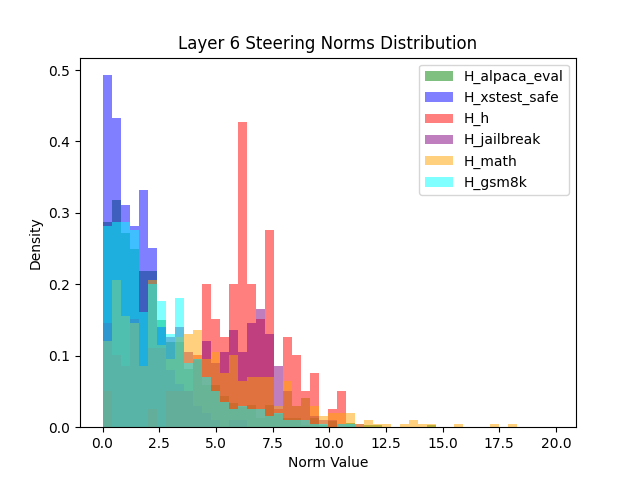 Layer 6 Steering Norms Distribution
H_alpaca_eval
H_xstest_safe
H_h
H_jailbreak
H_math
H_gsm8k
0.5
0.4
0.3
0.2
0.1
0.0
Density
0.0 2.5 5.0 7.5 10.0 12.5 15.0 17.5 20.0
Norm Value